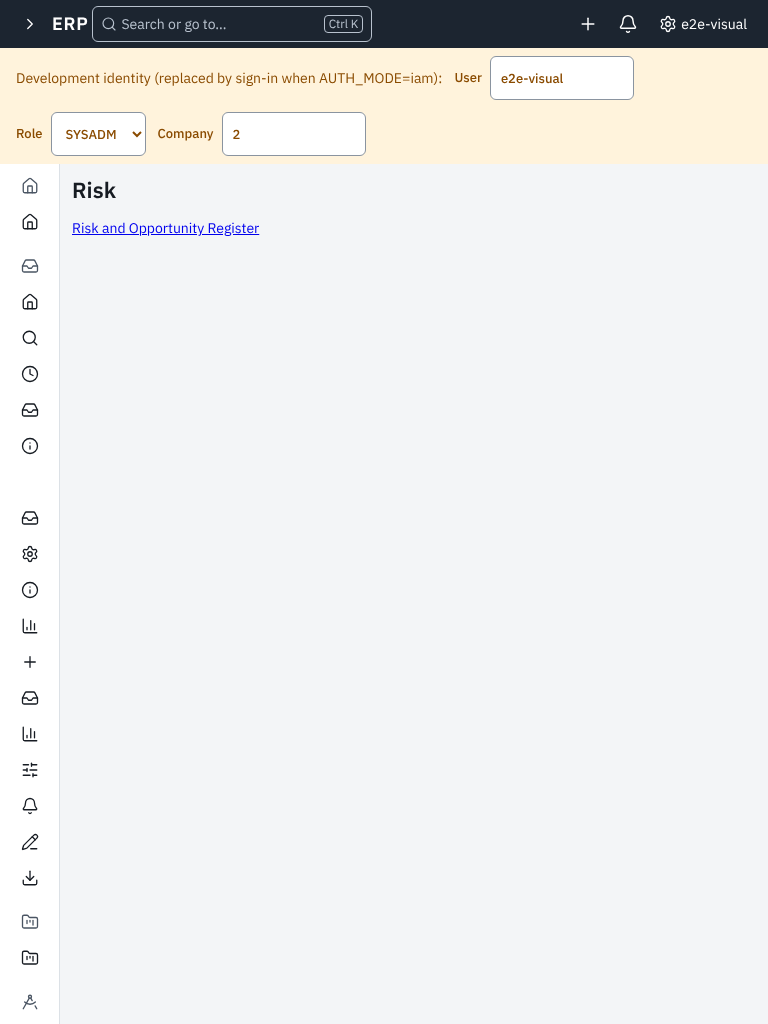 ERP Search or go to... Ctrl K e2e-visual
Development identity (replaced by sign-in when AUTH_MODE=iam): User e2e-visual
Role SYSADM Company 2
Risk
Risk and Opportunity Register